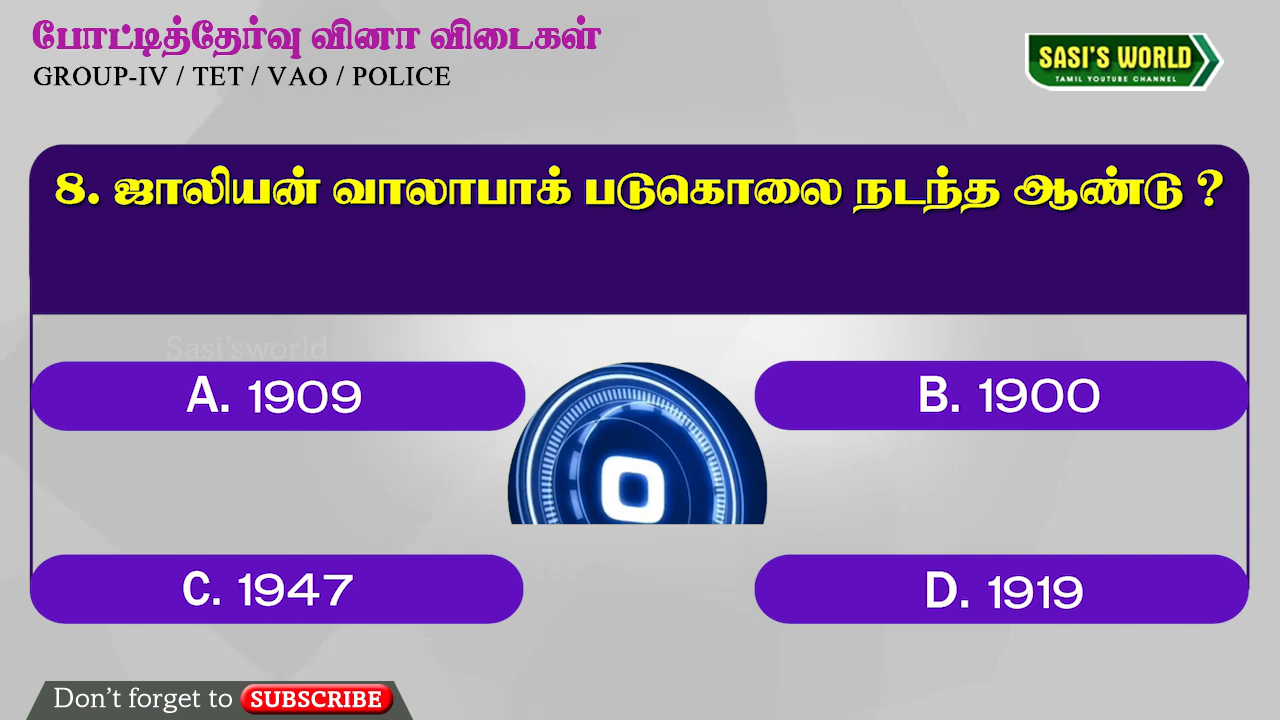 போட்டித்தேர்வு வினா விடைகள்
GROUP-IV / TET / VAO / POLICE
SASI'S WORLD
TAMIL YOUTUBE CHANNEL
8. ஜாலியன் வாலாபாக் படுகொலை நடந்த ஆண்டு ?
Sasi'sworld
A. 1909
B. 1900
0
C. 1947
D. 1919
Don't forget to SUBSCRIBE